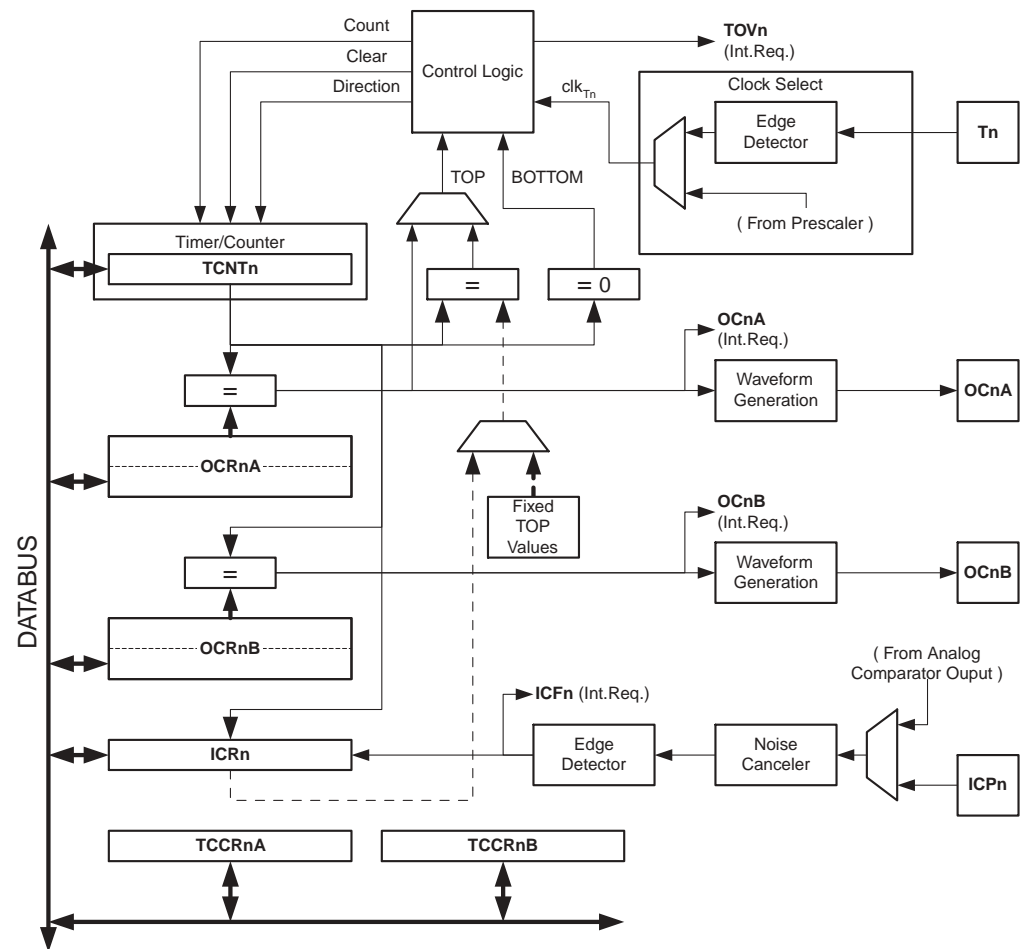 Count
Clear
Direction
Control Logic
TOVn
(Int.Req.)
clkTn
Clock Select
Edge
Detector
Tn
( From Prescaler )
TOP
BOTTOM
Timer/Counter
TCNTn
=
= 0
=
OCnA
(Int.Req.)
Waveform
Generation
OCnA
OCRnA
Fixed
TOP
Values
OCnB
(Int.Req.)
=
Waveform
Generation
OCnB
DATABUS
OCRnB
( From Analog
Comparator Ouput )
ICFn (Int.Req.)
ICRn
Edge
Detector
Noise
Canceler
ICPn
TCCRnA
TCCRnB